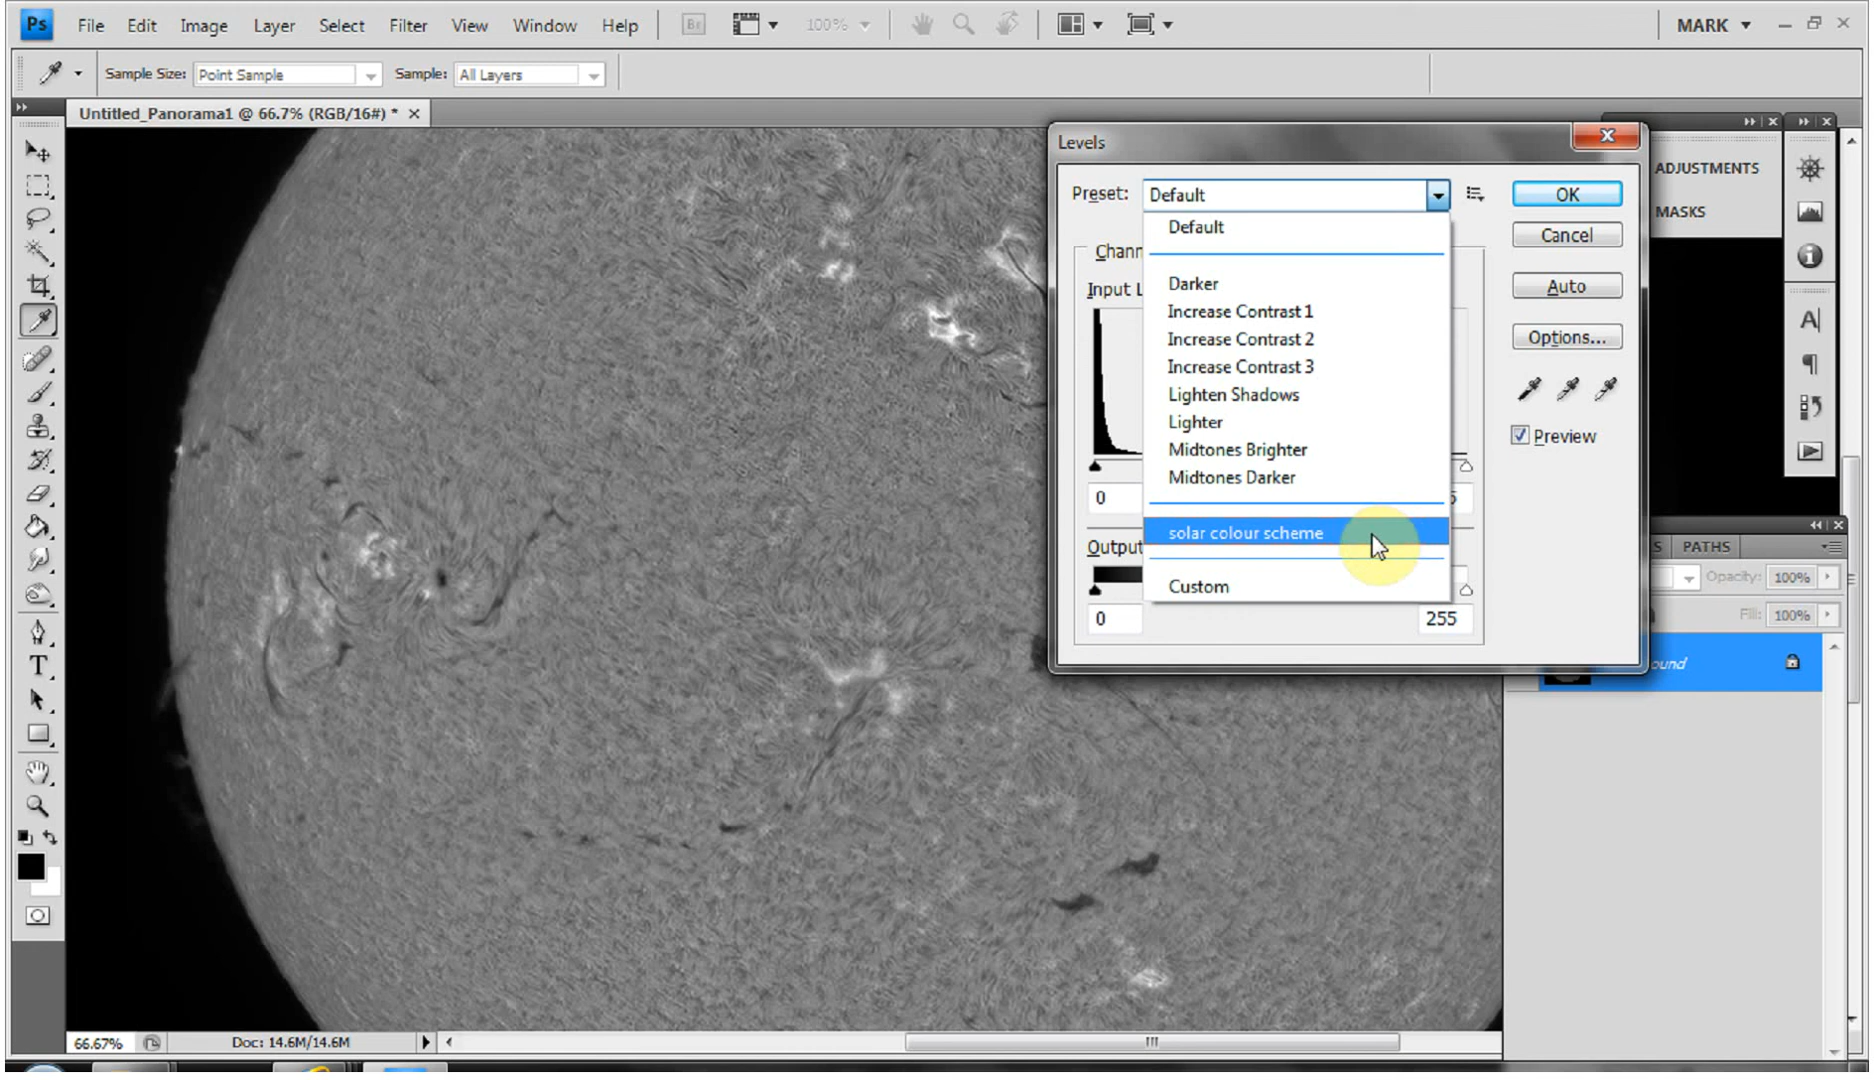 Ps File Edit Image Layer Select Filter View Window Help Br 100% MARK
Sample Size: Point Sample Sample: All Layers
Untitled_Panorama1 @ 66.7% (RGB/16#) *
Levels
Preset: Default OK
Default
Cancel
Darker
Auto
Increase Contrast 1
Increase Contrast 2
Options...
Increase Contrast 3
Lighten Shadows
Lighter
Preview
Midtones Brighter
Midtones Darker
solar colour scheme
Custom
Chann
Input L
0
5
Output
0 255
ADJUSTMENTS
MASKS
S PATHS
Opacity: 100%
Fill: 100%
ound
66.67% Doc: 14.6M/14.6M